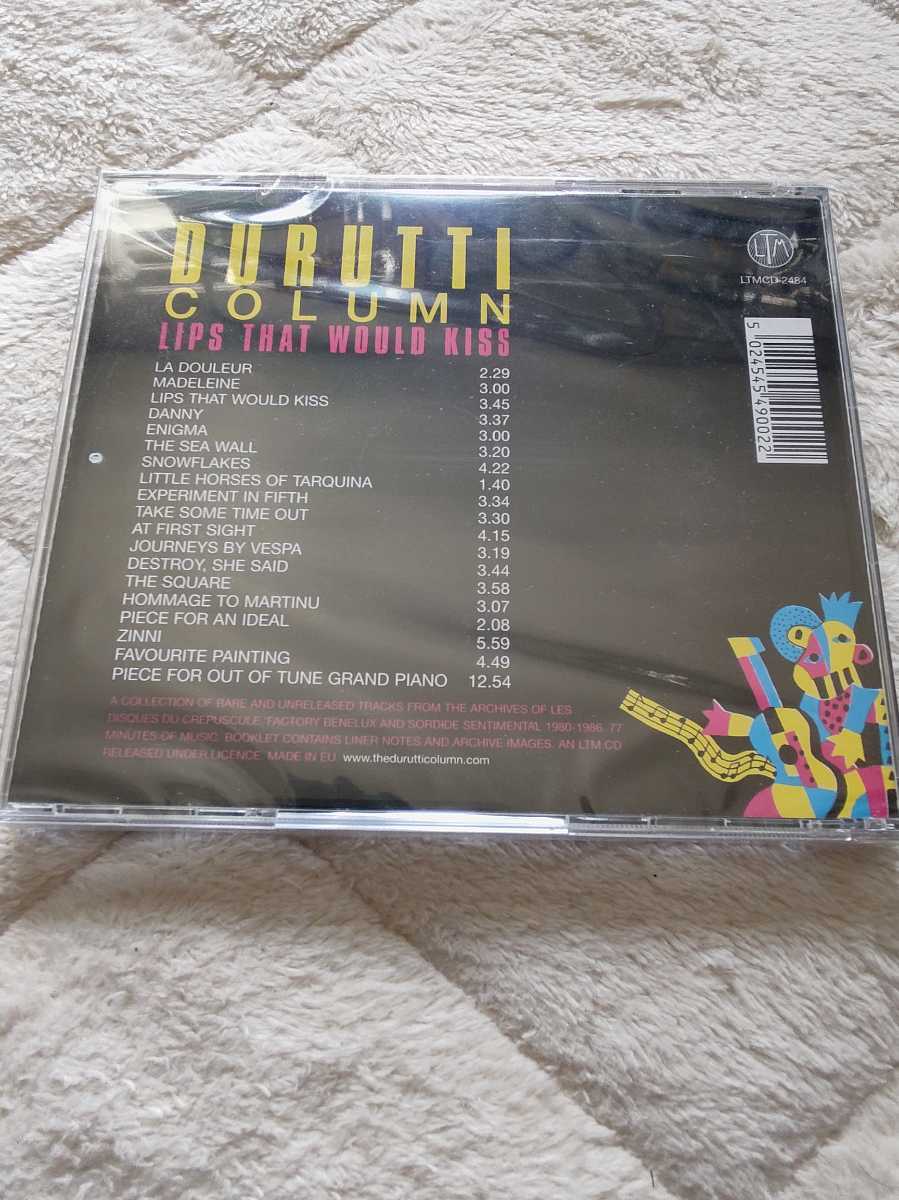 DURUTTI
COLUMN
LIPS THAT WOULD KISS
LTM
LTMCD 2484
5 024545 490022
LA DOULEUR 2.29
MADELEINE 3.00
LIPS THAT WOULD KISS 3.45
DANNY 3.37
ENIGMA 3.00
THE SEA WALL 3.20
SNOWFLAKES 4.22
LITTLE HORSES OF TARQUINA 1.40
EXPERIMENT IN FIFTH 3.34
TAKE SOME TIME OUT 3.30
AT FIRST SIGHT 4.15
JOURNEYS BY VESPA 3.19
DESTROY, SHE SAID 3.44
THE SQUARE 3.58
HOMMAGE TO MARTINU 3.07
PIECE FOR AN IDEAL 2.08
ZINNI 5.59
FAVOURITE PAINTING 4.49
PIECE FOR OUT OF TUNE GRAND PIANO 12.54
A COLLECTION OF RARE AND UNRELEASED TRACKS FROM THE ARCHIVES OF LES
DISQUES DU CREPUSCULE, FACTORY BENELUX AND SORDIDE SENTIMENTAL 1980-1986. 77
MINUTES OF MUSIC. BOOKLET CONTAINS LINER NOTES AND ARCHIVE IMAGES. AN LTM CD
RELEASED UNDER LICENCE. MADE IN EU www.thedurutticolumn.com